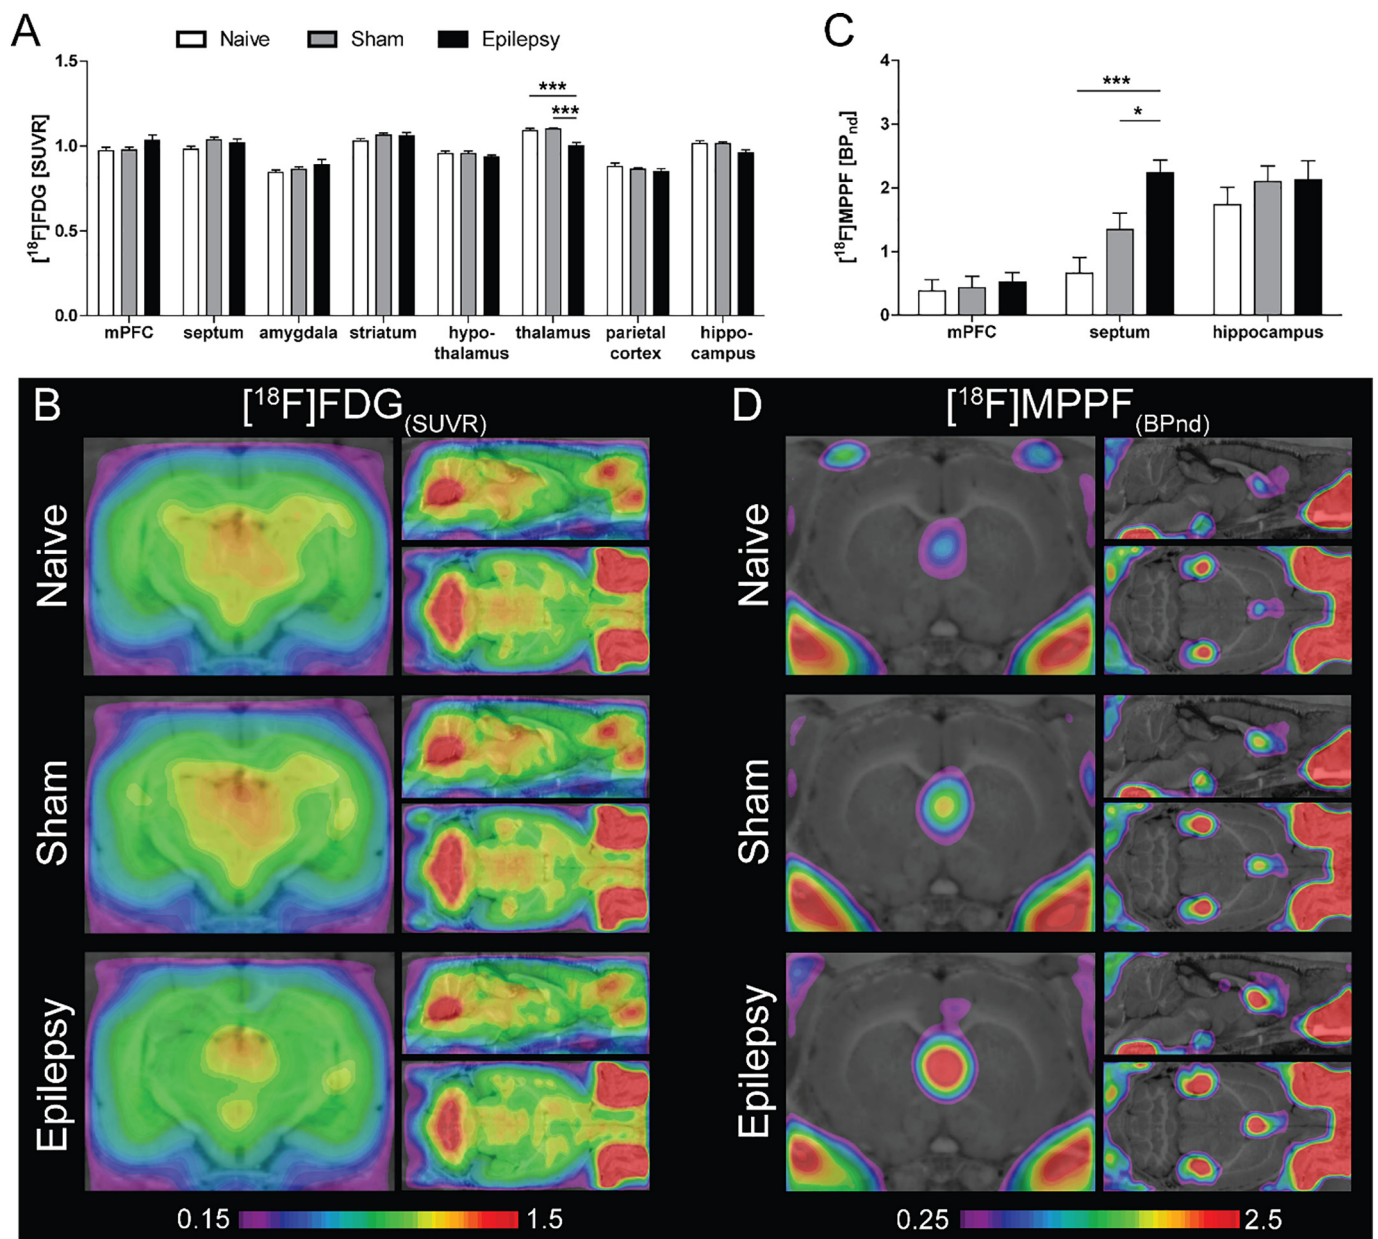 A
Naive Sham Epilepsy
[¹⁸F]FDG [SUVR]
1.5
1.0
0.5
0.0
***
***
mPFC septum amygdala striatum hypo- thalamus parietal hippo-
thalamus cortex campus
C
[¹⁸F]MPPF [BPnd]
4
3
2
1
0
***
*
mPFC septum hippocampus
B [¹⁸F]FDG(SUVR)
Naive
Sham
Epilepsy
0.15 1.5
D [¹⁸F]MPPF(BPnd)
Naive
Sham
Epilepsy
0.25 2.5